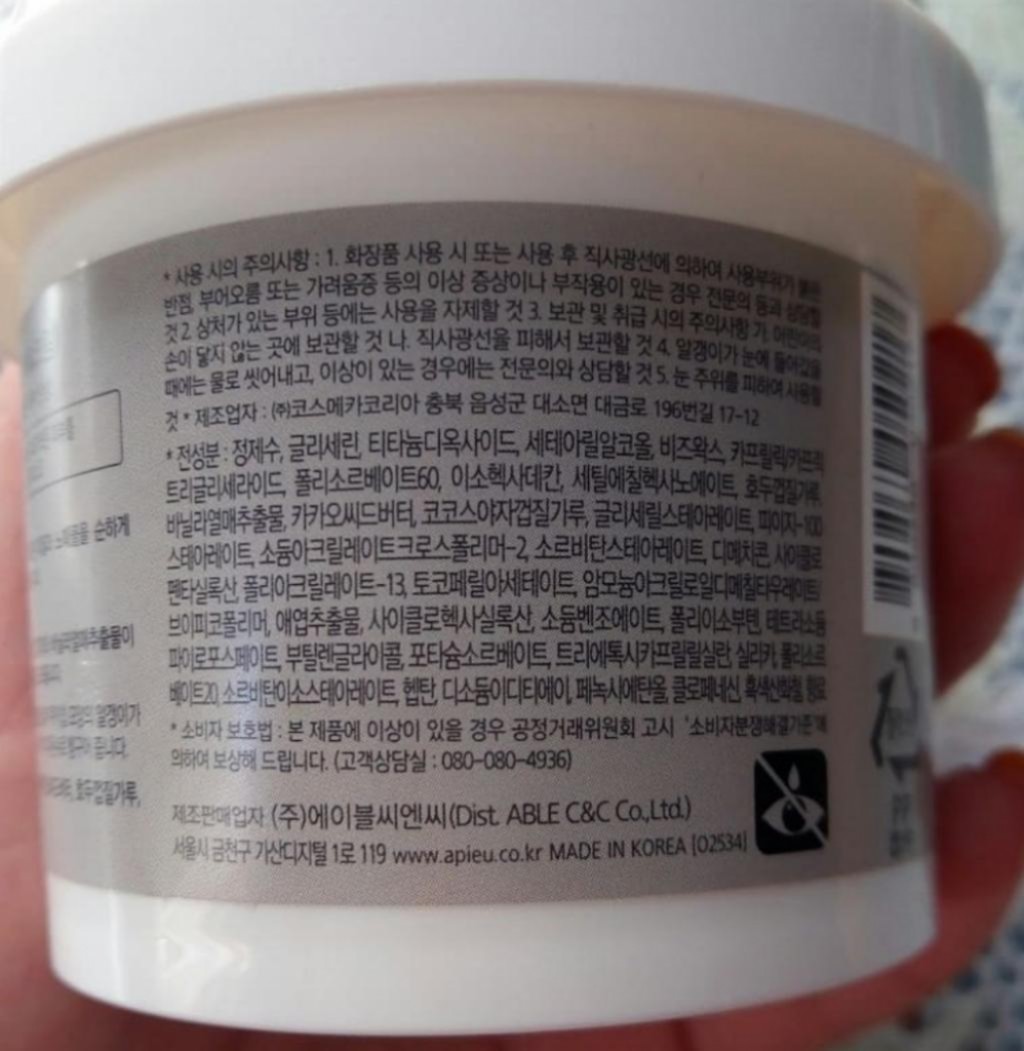 * 사용 시의 주의사항 : 1. 화장품 사용 시 또는 사용 후 직사광선에 의하여 사용부위가 붉은
반점, 부어오름 또는 가려움증 등의 이상 증상이나 부작용이 있는 경우 전문의 등과 상담할
것 2. 상처가 있는 부위 등에는 사용을 자제할 것 3. 보관 및 취급 시의 주의사항 가. 어린이의
손이 닿지 않는 곳에 보관할 것 나. 직사광선을 피해서 보관할 것 4. 알갱이가 눈에 들어갔을
때에는 물로 씻어내고, 이상이 있는 경우에는 전문의와 상담할 것 5. 눈 주위를 피하여 사용할
것 * 제조업자 : (주)코스메카코리아 충북 음성군 대소면 대금로 196번길 17-12
* 전성분 : 정제수, 글리세린, 티타늄디옥사이드, 세테아릴알코올, 비즈왁스, 카프릴릭/카프릭
트리글리세라이드, 폴리소르베이트60, 이소헥사데칸, 세틸에칠헥사노에이트, 호두껍질가루,
바닐라열매추출물, 카카오씨드버터, 코코스야자껍질가루, 글리세릴스테아레이트, 피이지-100
스테아레이트, 소듐아크릴레이트크로스폴리머-2, 소르비탄스테아레이트, 디메치콘, 사이클로
펜타실록산, 폴리아크릴레이트-13, 토코페릴아세테이트, 암모늄아크릴로일디메칠타우레이트/
브이피코폴리머, 애엽추출물, 사이클로헥사실록산, 소듐벤조에이트, 폴리이소부텐, 테트라소듐
파이로포스페이트, 부틸렌글라이콜, 포타슘소르베이트, 트리에톡시카프릴릴실란, 실리카, 폴리소르
베이트20, 소르비탄이소스테아레이트, 헵탄, 디소듐이디티에이, 페녹시에탄올, 클로페네신, 흑색산화철, 향료
* 소비자 보호법 : 본 제품에 이상이 있을 경우 공정거래위원회 고시 '소비자분쟁해결기준'에
의하여 보상해 드립니다. (고객상담실 : 080-080-4936)
제조판매업자 (주)에이블씨엔씨(Dist. ABLE C&C Co.,Ltd.)
서울시 금천구 가산디지털 1로 119 www.apieu.co.kr MADE IN KOREA [02534]
순하게
열매추출물이
알갱이가
호두껍질가루,